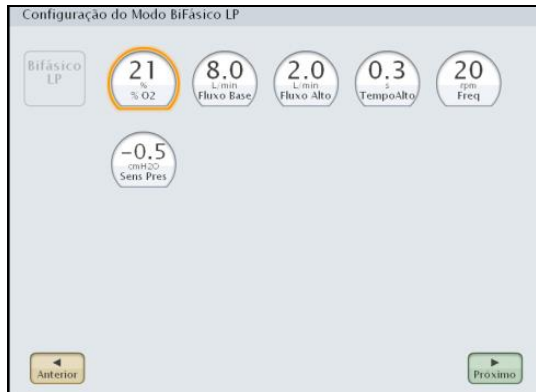 Configuração do Modo BiFásico LP
Bifásico
LP
21
%
% O2
8.0
L/min
Fluxo Base
2.0
L/min
Fluxo Alto
0.3
s
TempoAlto
20
rpm
Freq
-0.5
cmH2O
Sens Pres
Anterior
Próximo